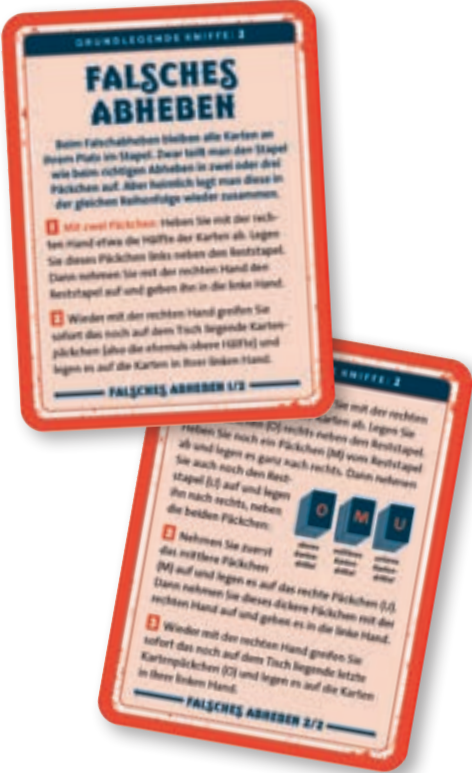 GRUNDLEGENDE KNIFFE: 2
FALSCHES
ABHEBEN
Beim Falschabheben bleiben alle Karten an
ihrem Platz im Stapel. Zwar teilt man den Stapel
wie beim richtigen Abheben in zwei oder drei
Päckchen auf. Aber heimlich legt man diese in
der gleichen Reihenfolge wieder zusammen.
1 Mit zwei Päckchen: Heben Sie mit der rech-
ten Hand etwa die Hälfte der Karten ab. Legen
Sie dieses Päckchen links neben den Reststapel.
Dann nehmen Sie mit der rechten Hand den
Reststapel auf und geben ihn in die linke Hand.
2 Wieder mit der rechten Hand greifen Sie
sofort das noch auf dem Tisch liegende Karten-
päckchen (also die ehemals obere Hälfte) und
legen es auf die Karten in Ihrer linken Hand.
FALSCHES ABHEBEN 1/2
KNIFFE: 2
Sie mit der rechten
Karten ab. Legen Sie
(O) rechts neben den Reststapel.
Heben Sie noch ein Päckchen (M) vom Reststapel
ab und legen es ganz nach rechts. Dann nehmen
Sie auch noch den Rest-
stapel (U) auf und legen
ihn nach rechts, neben
die beiden Päckchen.
O M U
obere mittlere untere
Karten- Karten- Karten-
drittel drittel drittel
2 Nehmen Sie zuerst
das mittlere Päckchen
(M) auf und legen es auf das rechte Päckchen (U).
Dann nehmen Sie dieses dickere Päckchen mit der
rechten Hand auf und geben es in die linke Hand.
3 Wieder mit der rechten Hand greifen Sie
sofort das noch auf dem Tisch liegende letzte
Kartenpäckchen (O) und legen es auf die Karten
in Ihrer linken Hand.
FALSCHES ABHEBEN 2/2